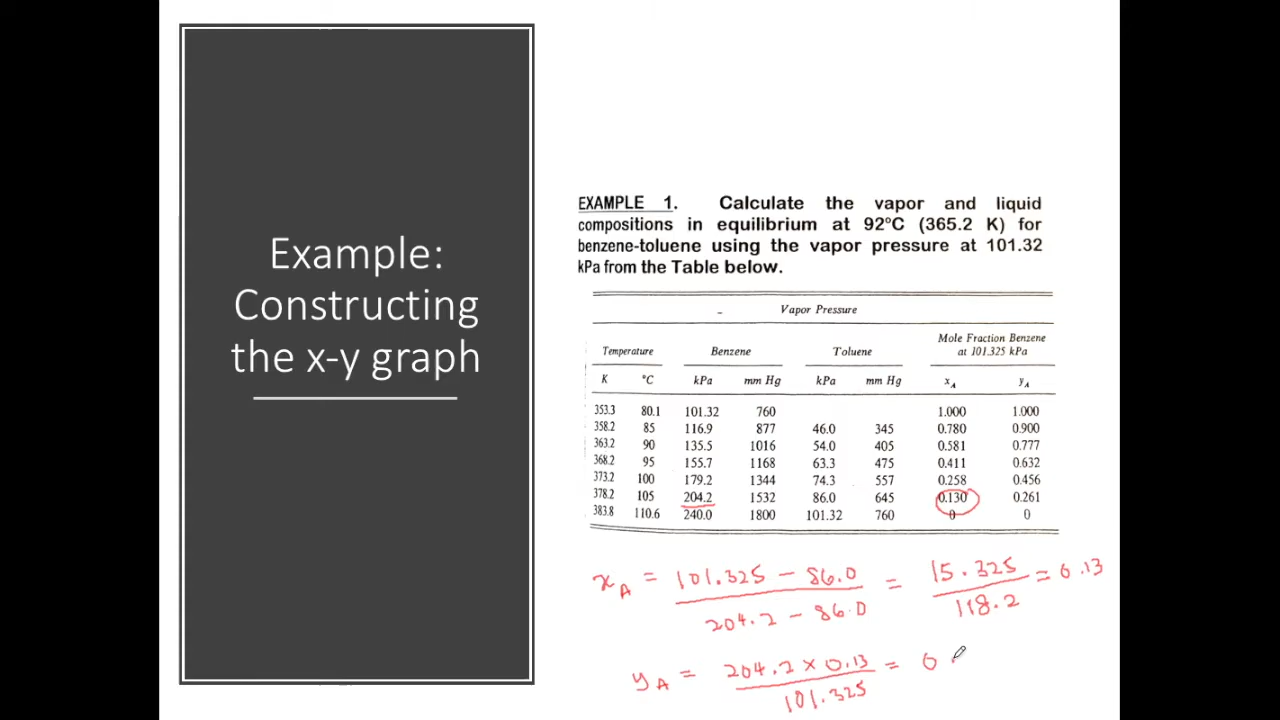 Example:
Constructing
the x-y graph
EXAMPLE 1. Calculate the vapor and liquid
compositions in equilibrium at 92°C (365.2 K) for
benzene-toluene using the vapor pressure at 101.32
kPa from the Table below.
Vapor Pressure
Mole Fraction Benzene
at 101.325 kPa
Temperature Benzene Toluene
K °C kPa mm Hg kPa mm Hg xA yA
353.3 80.1 101.32 760 1.000 1.000
358.2 85 116.9 877 46.0 345 0.780 0.900
363.2 90 135.5 1016 54.0 405 0.581 0.777
368.2 95 155.7 1168 63.3 475 0.411 0.632
373.2 100 179.2 1344 74.3 557 0.258 0.456
378.2 105 204.2 1532 86.0 645 0.130 0.261
383.8 110.6 240.0 1800 101.32 760 0 0
xA = 101.325 - 86.0 / 204.2 - 86.0 = 15.325 / 118.2 = 0.13
yA = 204.2 x 0.13 / 101.325 = 0.